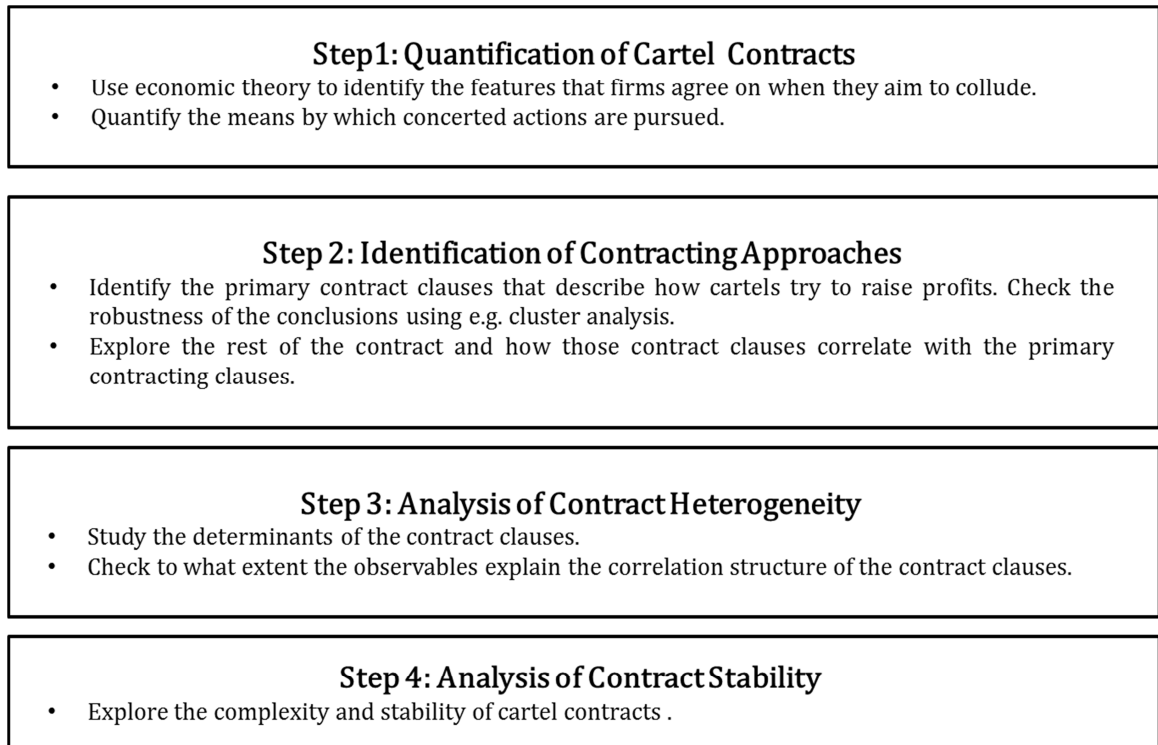 Step1: Quantification of Cartel Contracts
• Use economic theory to identify the features that firms agree on when they aim to collude.
• Quantify the means by which concerted actions are pursued.
Step 2: Identification of Contracting Approaches
• Identify the primary contract clauses that describe how cartels try to raise profits. Check the
robustness of the conclusions using e.g. cluster analysis.
• Explore the rest of the contract and how those contract clauses correlate with the primary
contracting clauses.
Step 3: Analysis of Contract Heterogeneity
• Study the determinants of the contract clauses.
• Check to what extent the observables explain the correlation structure of the contract clauses.
Step 4: Analysis of Contract Stability
• Explore the complexity and stability of cartel contracts .